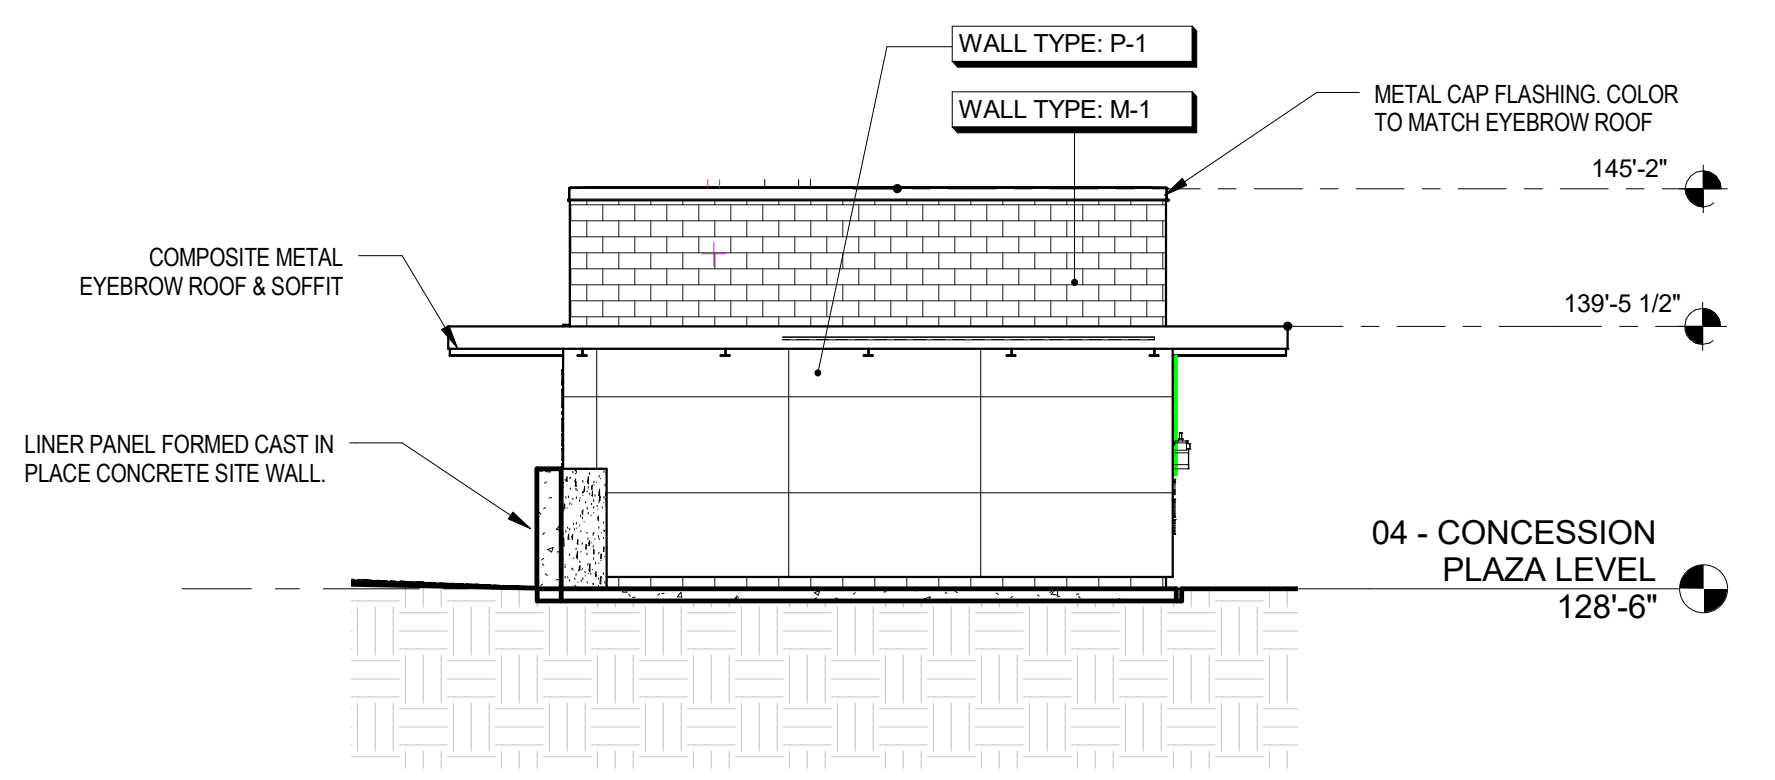 WALL TYPE: P-1
WALL TYPE: M-1
METAL CAP FLASHING. COLOR
TO MATCH EYEBROW ROOF
145'-2"
COMPOSITE METAL
EYEBROW ROOF & SOFFIT
139'-5 1/2"
LINER PANEL FORMED CAST IN
PLACE CONCRETE SITE WALL.
04 - CONCESSION
PLAZA LEVEL
128'-6"